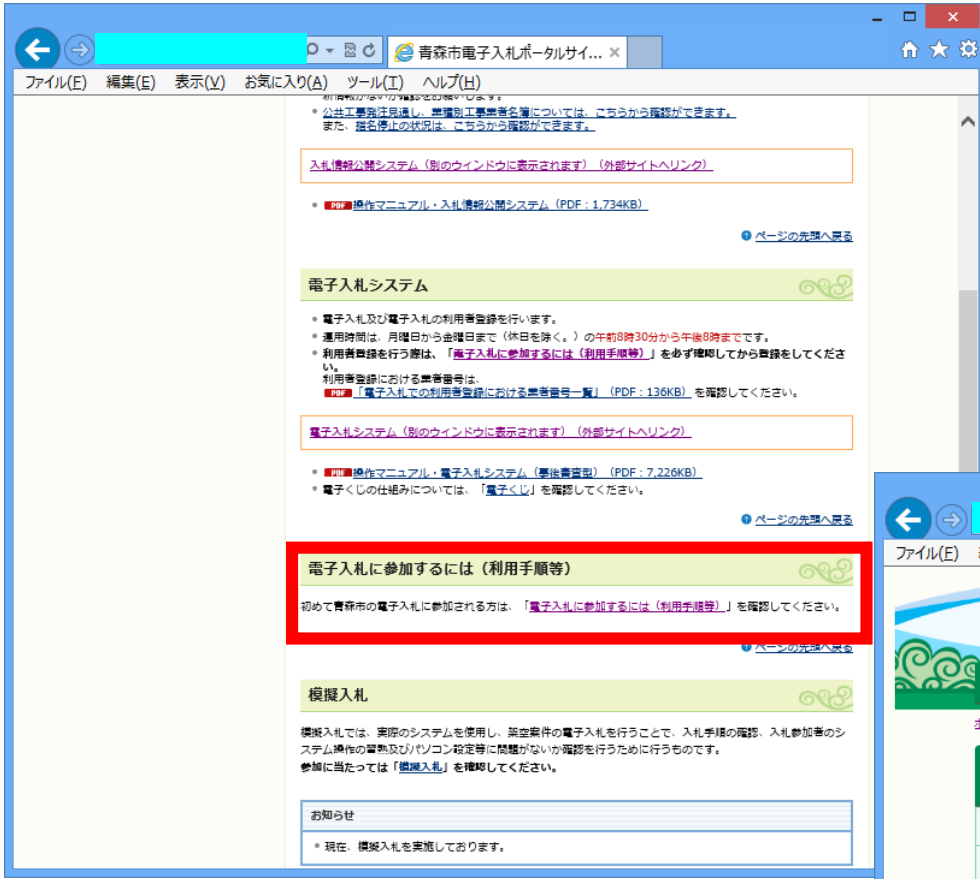 青森市電子入札ポータルサイ...
ファイル(F) 編集(E) 表示(V) お気に入り(A) ツール(T) ヘルプ(H)
公共工事発注見通し、業種別工事業者名簿については、こちらから確認ができます。
また、指名停止の状況は、こちらから確認ができます。
入札情報公開システム（別のウィンドウに表示されます）（外部サイトへリンク）
PDF 操作マニュアル・入札情報公開システム（PDF：1,734KB）
ページの先頭へ戻る
電子入札システム
電子入札及び電子入札の利用者登録を行います。
運用時間は、月曜日から金曜日まで（休日を除く。）の午前8時30分から午後8時までです。
利用者登録を行う際は、「電子入札に参加するには（利用手順等）」を必ず確認してから登録をしてくださ
い。
利用者登録における業者番号は、
PDF 「電子入札での利用者登録における業者番号一覧」（PDF：136KB）を確認してください。
電子入札システム（別のウィンドウに表示されます）（外部サイトへリンク）
PDF 操作マニュアル・電子入札システム（事後審査型）（PDF：7,226KB）
電子くじの仕組みについては、「電子くじ」を確認してください。
ページの先頭へ戻る
電子入札に参加するには（利用手順等）
初めて青森市の電子入札に参加される方は、「電子入札に参加するには（利用手順等）」を確認してください。
ページの先頭へ戻る
模擬入札
模擬入札では、実際のシステムを使用し、架空案件の電子入札を行うことで、入札手順の確認、入札参加者のシ
ステム操作の習熟及びパソコン設定等に問題がないか確認を行うために行うものです。
参加に当たっては「模擬入札」を確認してください。
お知らせ
現在、模擬入札を実施しております。
ファイル(F)